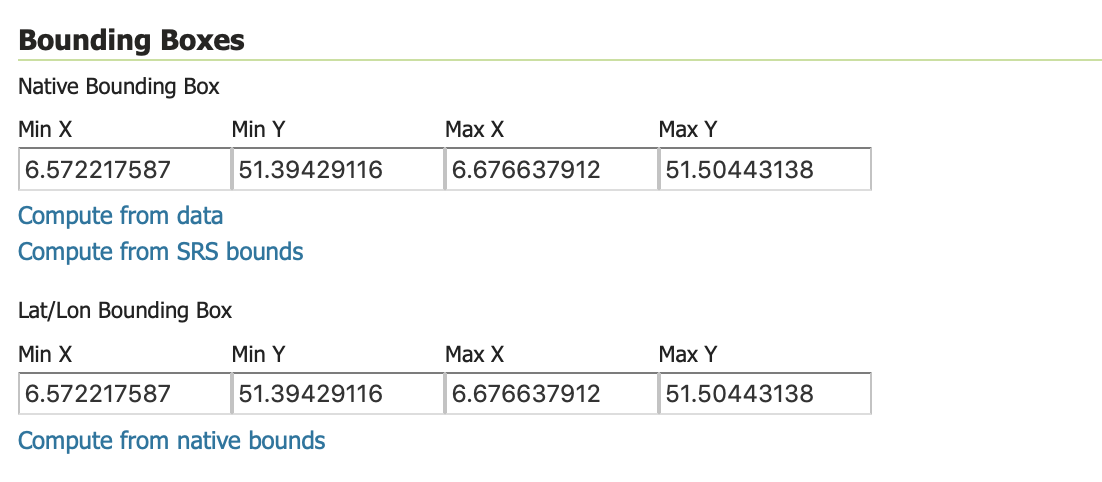 Bounding Boxes
Native Bounding Box
Min X Min Y Max X Max Y
6.572217587 51.39429116 6.676637912 51.50443138
Compute from data
Compute from SRS bounds
Lat/Lon Bounding Box
Min X Min Y Max X Max Y
6.572217587 51.39429116 6.676637912 51.50443138
Compute from native bounds